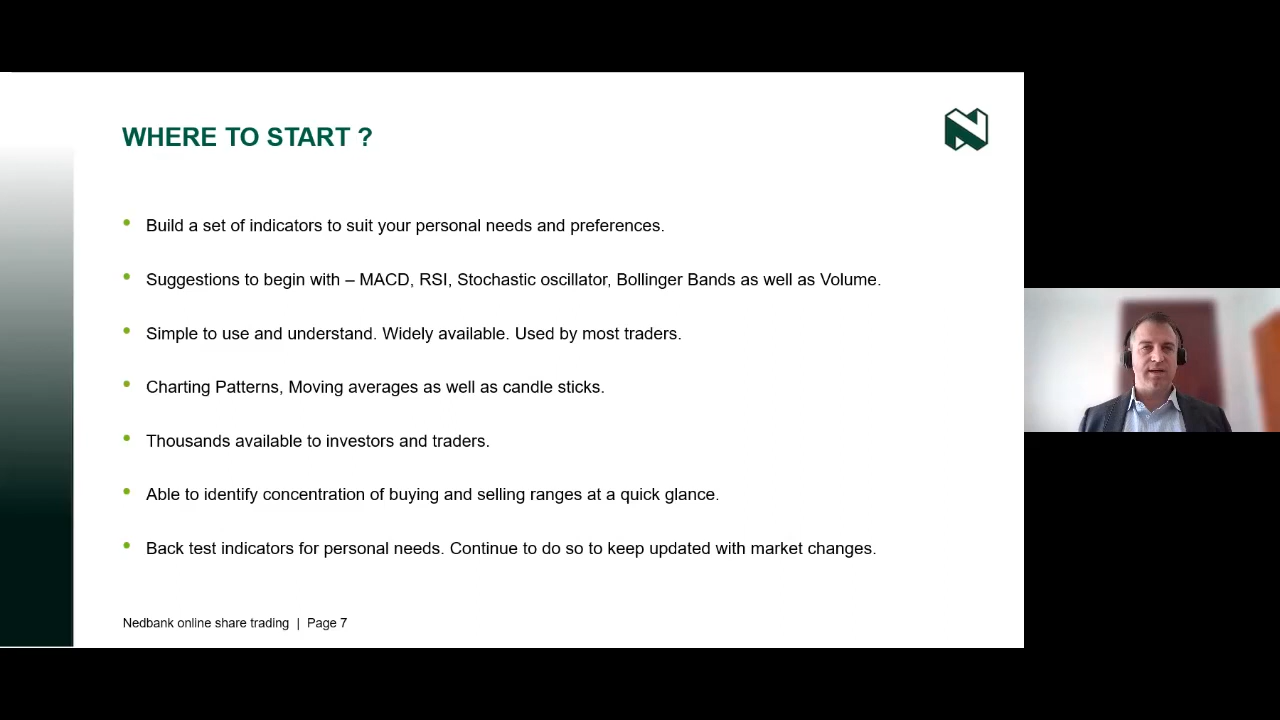 WHERE TO START ?
Build a set of indicators to suit your personal needs and preferences.
Suggestions to begin with – MACD, RSI, Stochastic oscillator, Bollinger Bands as well as Volume.
Simple to use and understand. Widely available. Used by most traders.
Charting Patterns, Moving averages as well as candle sticks.
Thousands available to investors and traders.
Able to identify concentration of buying and selling ranges at a quick glance.
Back test indicators for personal needs. Continue to do so to keep updated with market changes.
Nedbank online share trading | Page 7